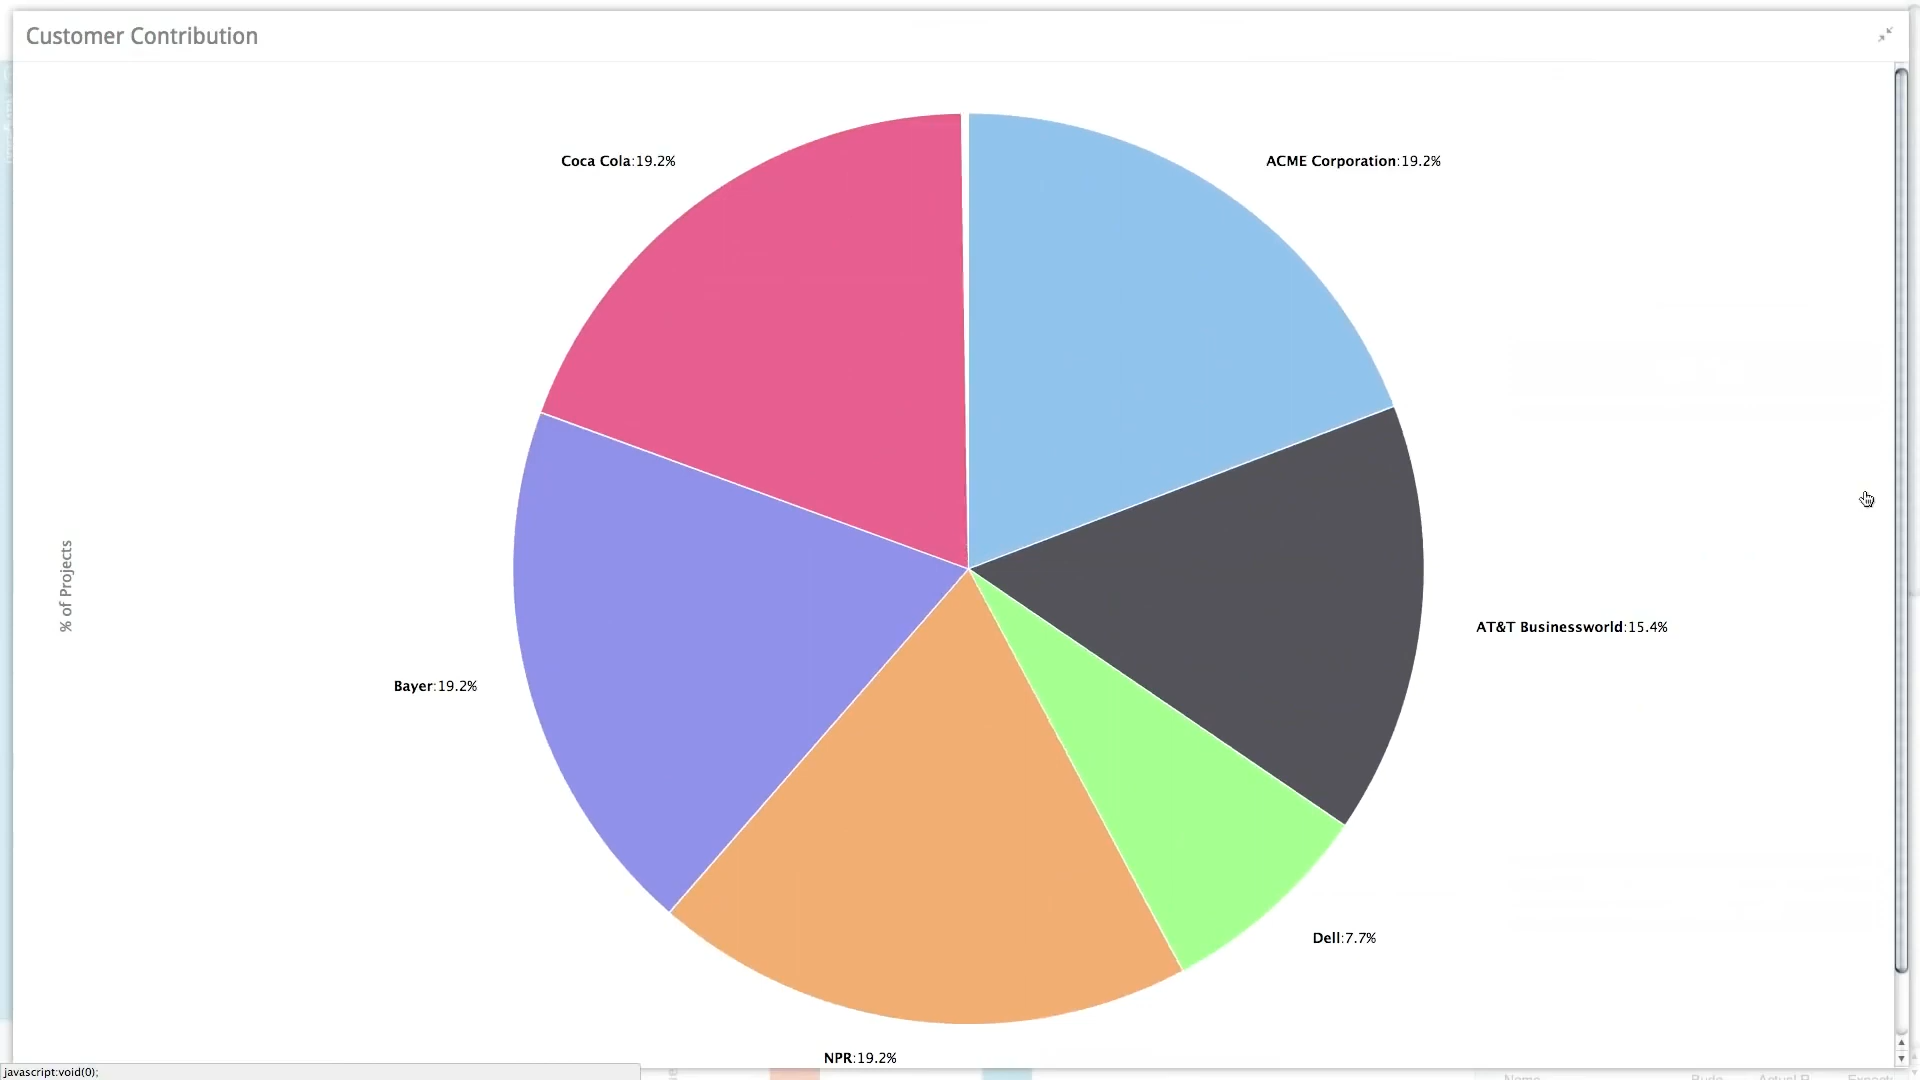 Customer Contribution
Coca Cola:19.2%
ACME Corporation:19.2%
% of Projects
AT&T Businessworld:15.4%
Bayer:19.2%
Dell:7.7%
NPR:19.2%
javascript:void(0);